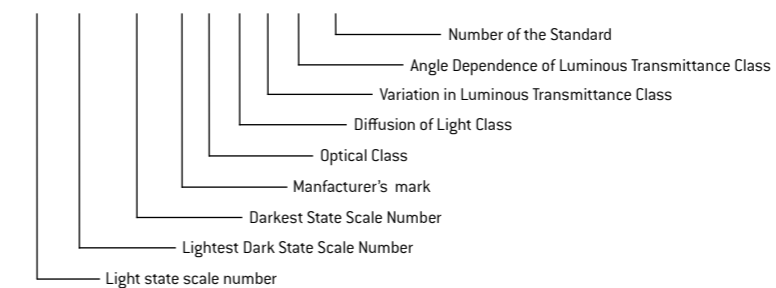 Number of the Standard
Angle Dependence of Luminous Transmittance Class
Variation in Luminous Transmittance Class
Diffusion of Light Class
Optical Class
Manfacturer's mark
Darkest State Scale Number
Lightest Dark State Scale Number
Light state scale number